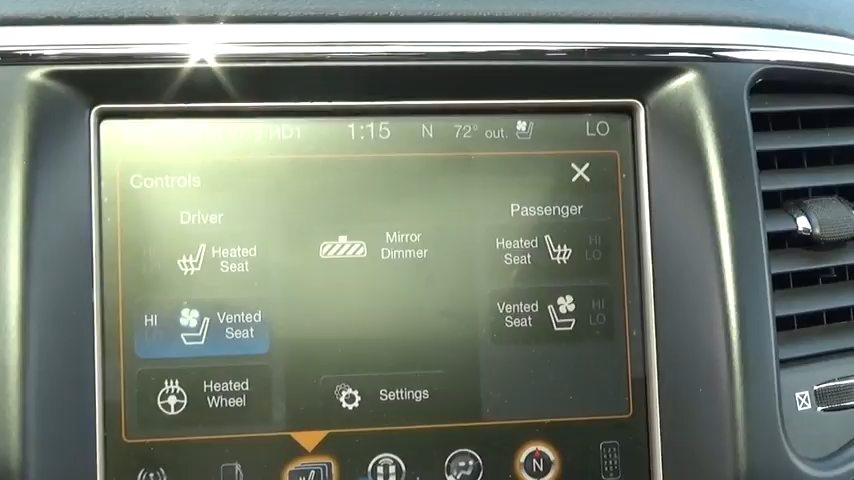 HD1 1:15 N 72° out. LO
Controls
Driver
Passenger
Heated
Seat
Mirror
Dimmer
Heated
Seat
HI
LO
HI
Vented
Seat
Vented
Seat
HI
LO
Heated
Wheel
Settings
N